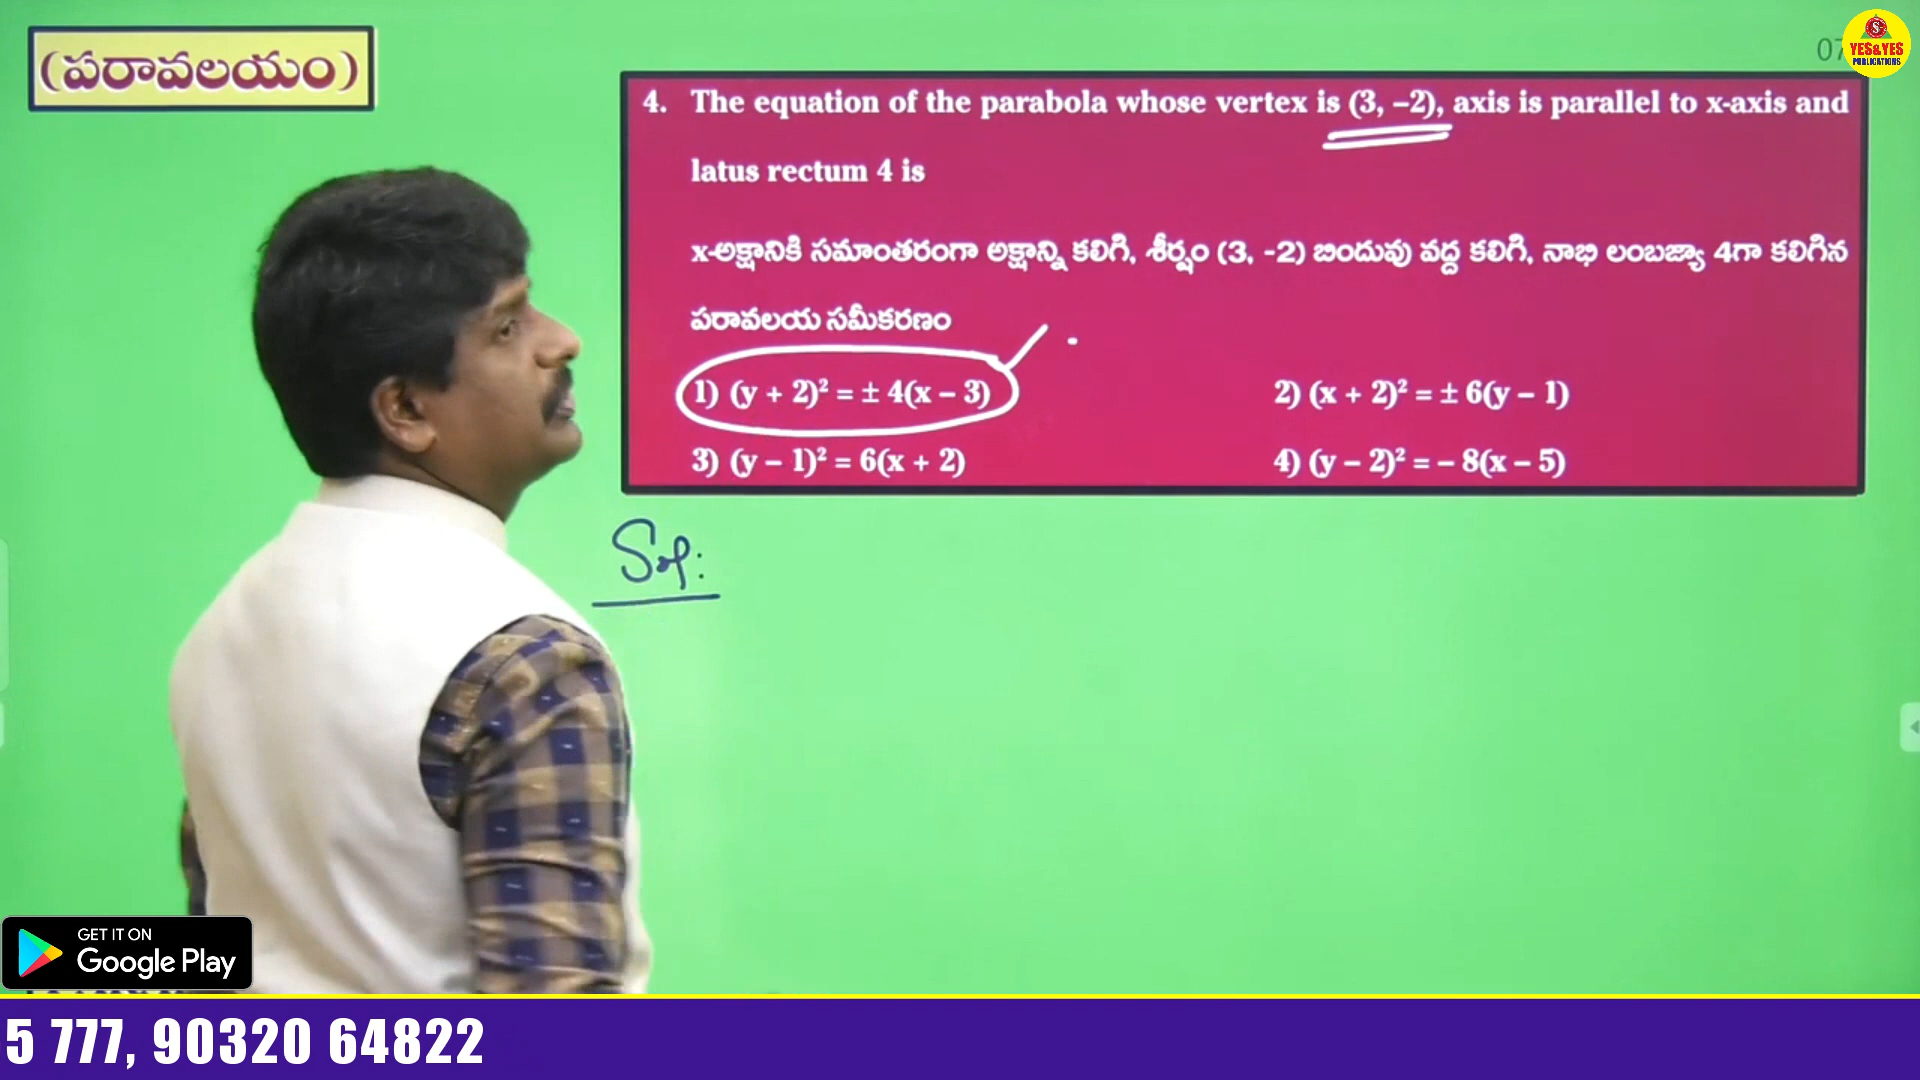 (పరావలయం)
07
YES&YES
PUBLICATIONS
4. The equation of the parabola whose vertex is (3, –2), axis is parallel to x-axis and
latus rectum 4 is
x-అక్షానికి సమాంతరంగా అక్షాన్ని కలిగి, శీర్షం (3, -2) బిందువు వద్ద కలిగి, నాభి లంబజ్యా 4గా కలిగిన
పరావలయ సమీకరణం
1) (y + 2)² = ± 4(x – 3)
2) (x + 2)² = ± 6(y – 1)
3) (y – 1)² = 6(x + 2)
4) (y – 2)² = – 8(x – 5)
Sol:
GET IT ON
Google Play
5 777, 90320 64822